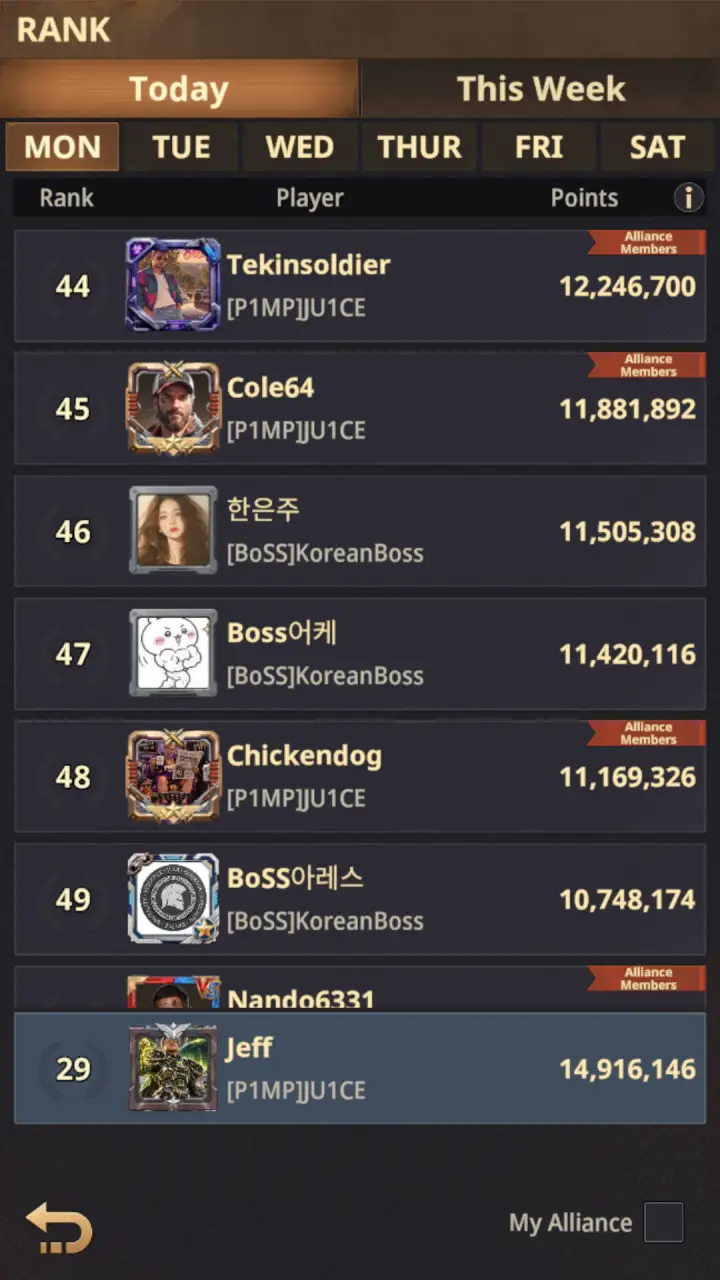 RANK
Today This Week
MON TUE WED THUR FRI SAT
Rank Player Points i
Alliance
Members
44 Tekinsoldier 12,246,700
[P1MP]JU1CE
Alliance
Members
45 Cole64 11,881,892
[P1MP]JU1CE
46 한은주 11,505,308
[BoSS]KoreanBoss
47 Boss어케 11,420,116
[BoSS]KoreanBoss
Alliance
Members
48 Chickendog 11,169,326
[P1MP]JU1CE
49 BoSS아레스 10,748,174
[BoSS]KoreanBoss
Alliance
Members
VS
Nando6331
29 Jeff 14,916,146
[P1MP]JU1CE
My Alliance